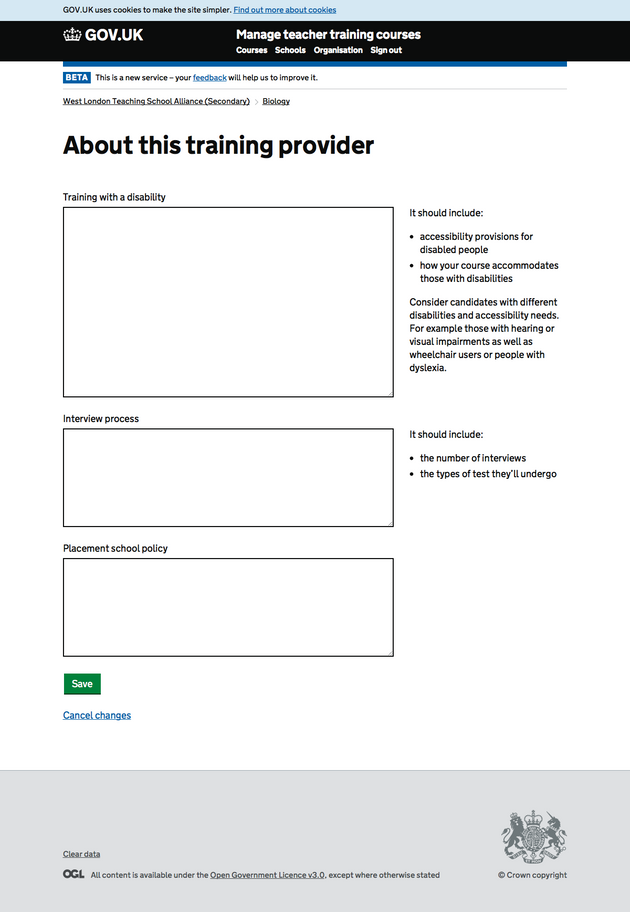 GOV.UK uses cookies to make the site simpler. Find out more about cookies
GOV.UK
Manage teacher training courses
Courses Schools Organisation Sign out
BETA This is a new service – your feedback will help us to improve it.
West London Teaching School Alliance (Secondary) > Biology
About this training provider
Training with a disability
It should include:
• accessibility provisions for
disabled people
• how your course accommodates
those with disabilities
Consider candidates with different
disabilities and accessibility needs.
For example those with hearing or
visual impairments as well as
wheelchair users or people with
dyslexia.
Interview process
It should include:
• the number of interviews
• the types of test they'll undergo
Placement school policy
Save
Cancel changes
Clear data
OGL All content is available under the Open Government Licence v3.0, except where otherwise stated
© Crown copyright